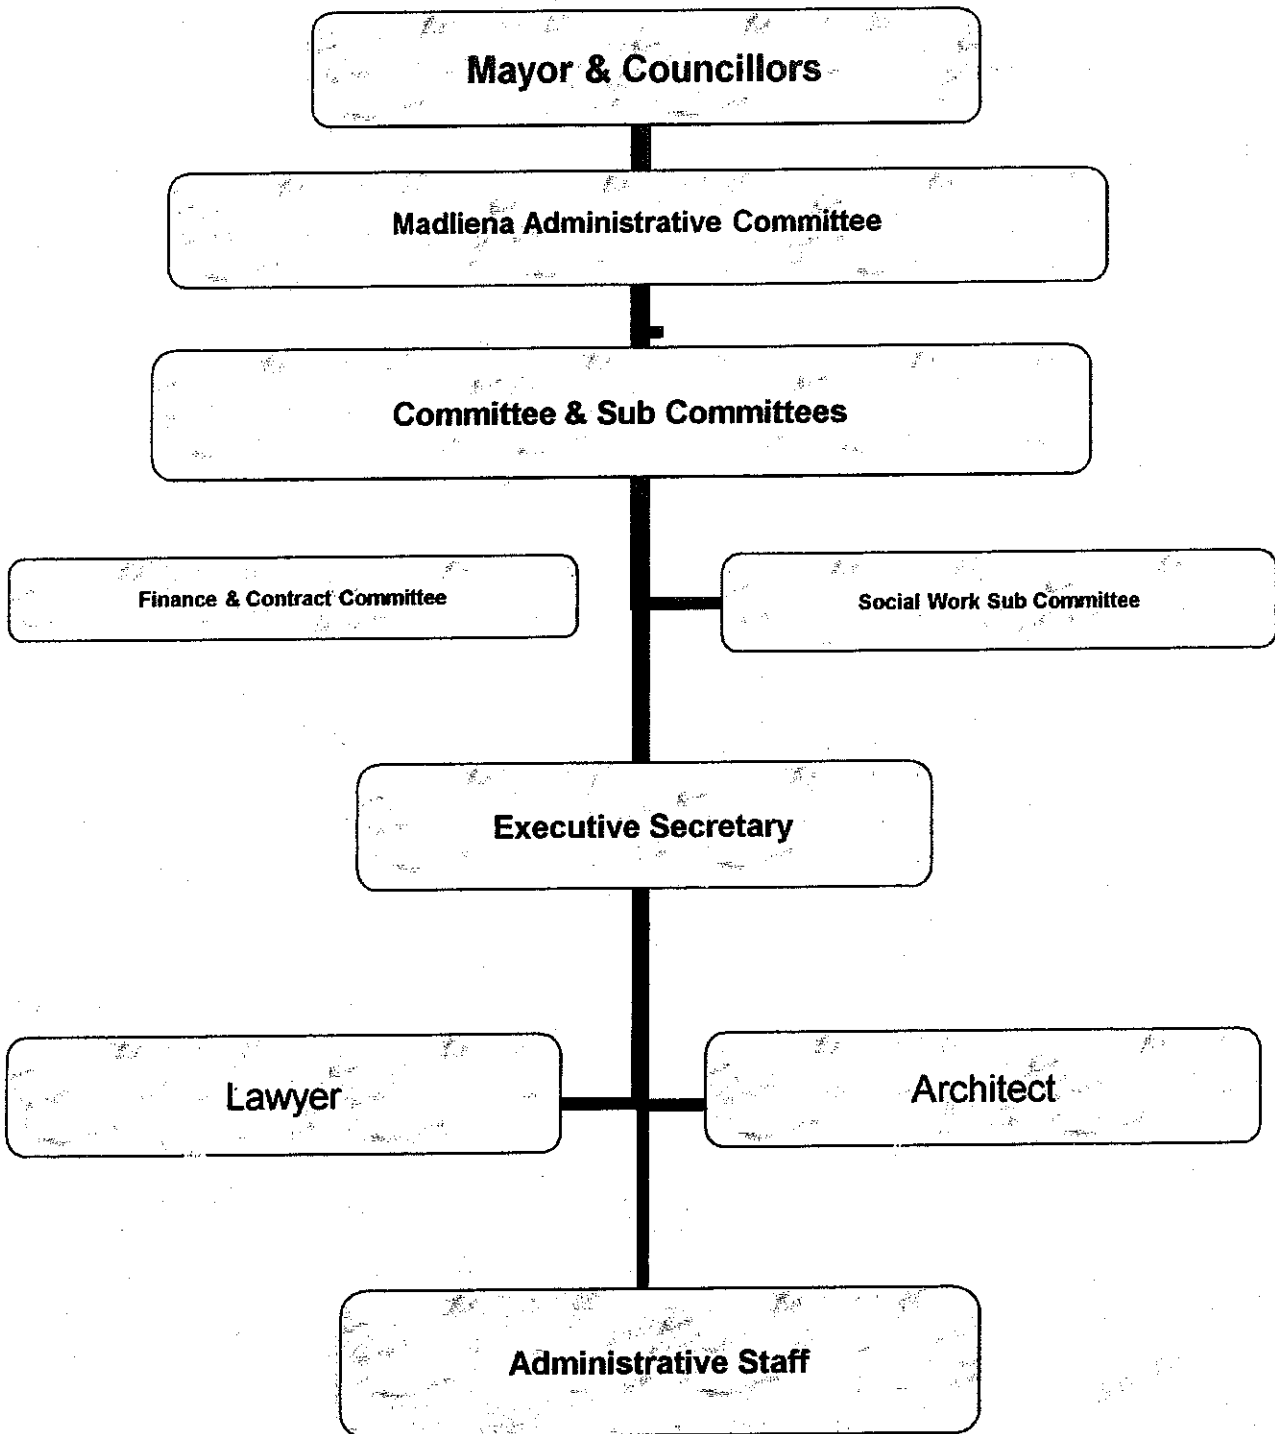 Mayor & Councillors
Madliena Administrative Committee
Committee & Sub Committees
Finance & Contract Committee
Social Work Sub Committee
Executive Secretary
Lawyer
Architect
Administrative Staff